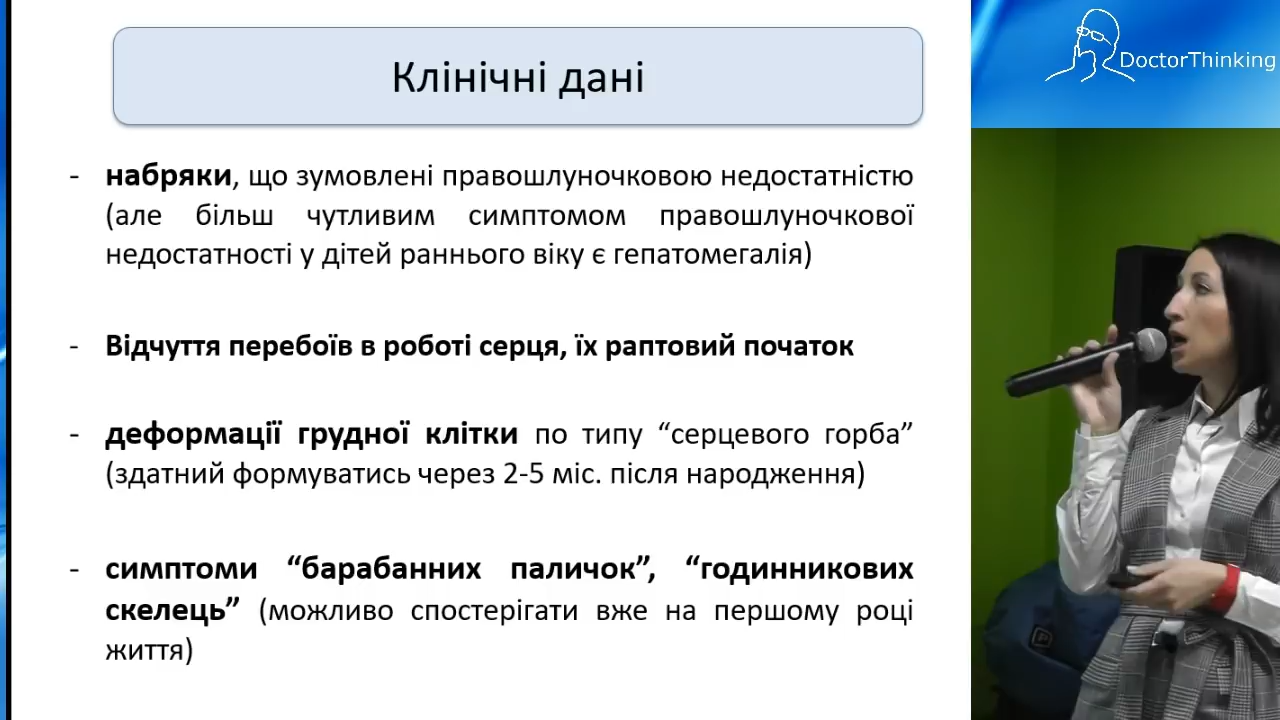 Клінічні дані
DoctorThinking
- набряки, що зумовлені правошлуночковою недостатністю
(але більш чутливим симптомом правошлуночкової
недостатності у дітей раннього віку є гепатомегалія)
- Відчуття перебоїв в роботі серця, їх раптовий початок
- деформації грудної клітки по типу “серцевого горба”
(здатний формуватись через 2-5 міс. після народження)
- симптоми “барабанних паличок”, “годинникових
скелець” (можливо спостерігати вже на першому році
життя)